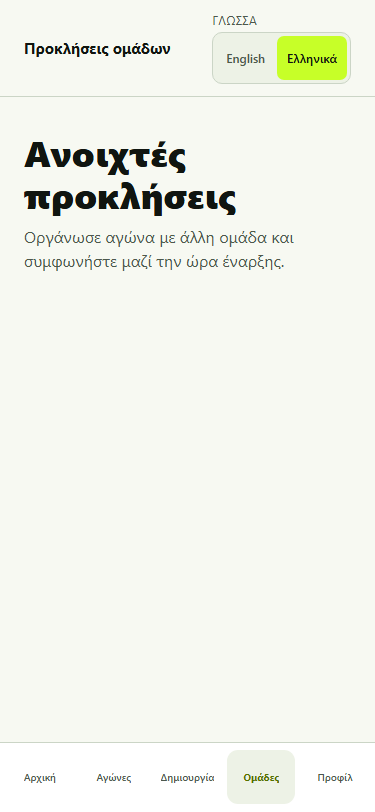 Προκλήσεις ομάδων
ΓΛΩΣΣΑ
English
Ελληνικά
Ανοιχτές
προκλήσεις
Οργάνωσε αγώνα με άλλη ομάδα και
συμφωνήστε μαζί την ώρα έναρξης.
Αρχική
Αγώνες
Δημιουργία
Ομάδες
Προφίλ